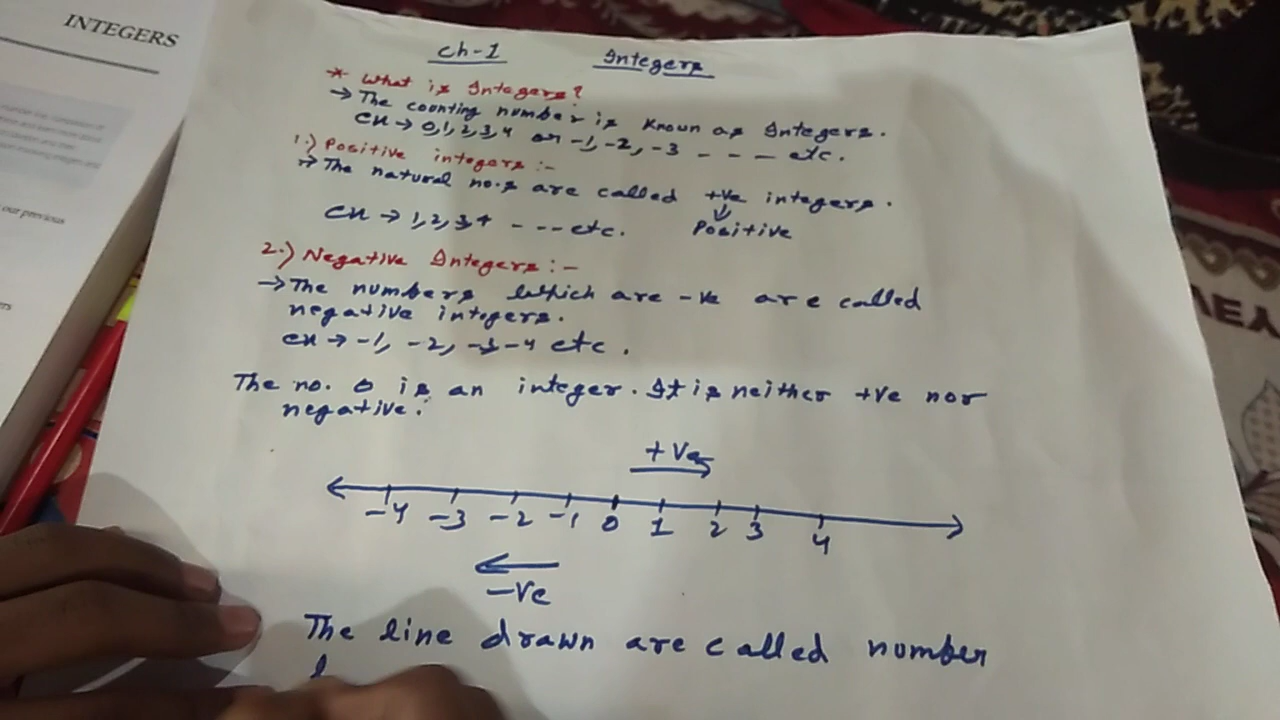 INTEGERS
our previous
Ch-1 Integers
* What is Integers?
→ The counting number is known as Integers.
ex → 0,1,2,3,4 or -1,-2,-3 - - - etc.
1.) Positive integers :-
→ The natural no.s are called +ve integers.
Positive
ex → 1,2,3,4 - - - etc.
2.) Negative Integers :-
→ The numbers which are -ve are called
negative integers.
ex → -1, -2, -3 -4 etc.
The no. 0 is an integer. It is neither +ve nor
negative.
+Ve
-4 -3 -2 -1 0 1 2 3 4
-Ve
The line drawn are called number
l